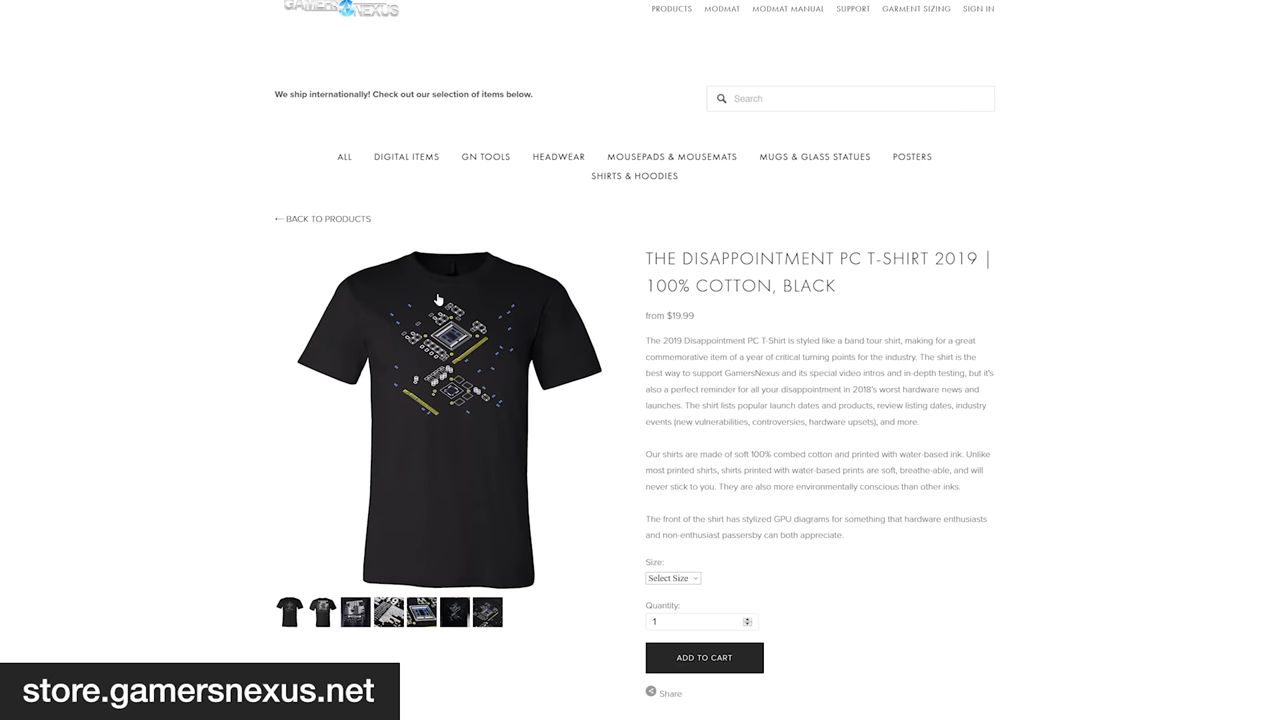 GAMERS NEXUS
PRODUCTS MODMAT MODMAT MANUAL SUPPORT GARMENT SIZING SIGN IN
We ship internationally! Check out our selection of items below.
Search
ALL DIGITAL ITEMS GN TOOLS HEADWEAR MOUSEPADS & MOUSEMATS MUGS & GLASS STATUES POSTERS
SHIRTS & HOODIES
← BACK TO PRODUCTS
THE DISAPPOINTMENT PC T-SHIRT 2019 |
100% COTTON, BLACK
from $19.99
The 2019 Disappointment PC T-Shirt is styled like a band tour shirt, making for a great
commemorative item of a year of critical turning points for the industry. The shirt is the
best way to support GamersNexus and its special video intros and in-depth testing, but it's
also a perfect reminder for all your disappointment in 2018's worst hardware news and
launches. The shirt lists popular launch dates and products, review listing dates, industry
events (new vulnerabilities, controversies, hardware upsets), and more.
Our shirts are made of soft 100% combed cotton and printed with water-based ink. Unlike
most printed shirts, shirts printed with water-based prints are soft, breathe-able, and will
never stick to you. They are also more environmentally conscious than other inks.
The front of the shirt has stylized GPU diagrams for something that hardware enthusiasts
and non-enthusiast passersby can both appreciate.
Size:
Select Size
Quantity:
1
ADD TO CART
Share
store.gamersnexus.net